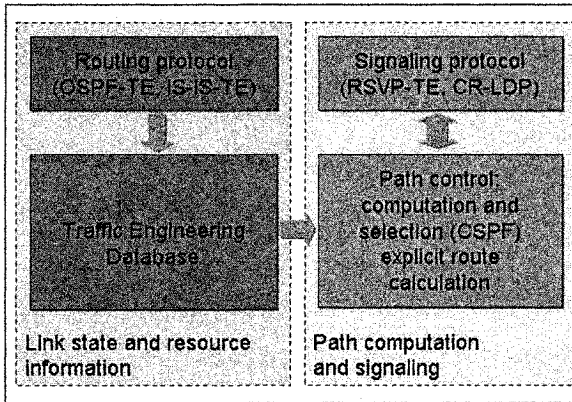 Routing protocol
(OSPF-TE, IS-IS-TE)
Traffic Engineering
Database
Link state and resource
information
Signaling protocol
(RSVP-TE, CR-LDP)
Path control:
computation and
selection (CSPF)
explicit route
calculation
Path computation
and signaling